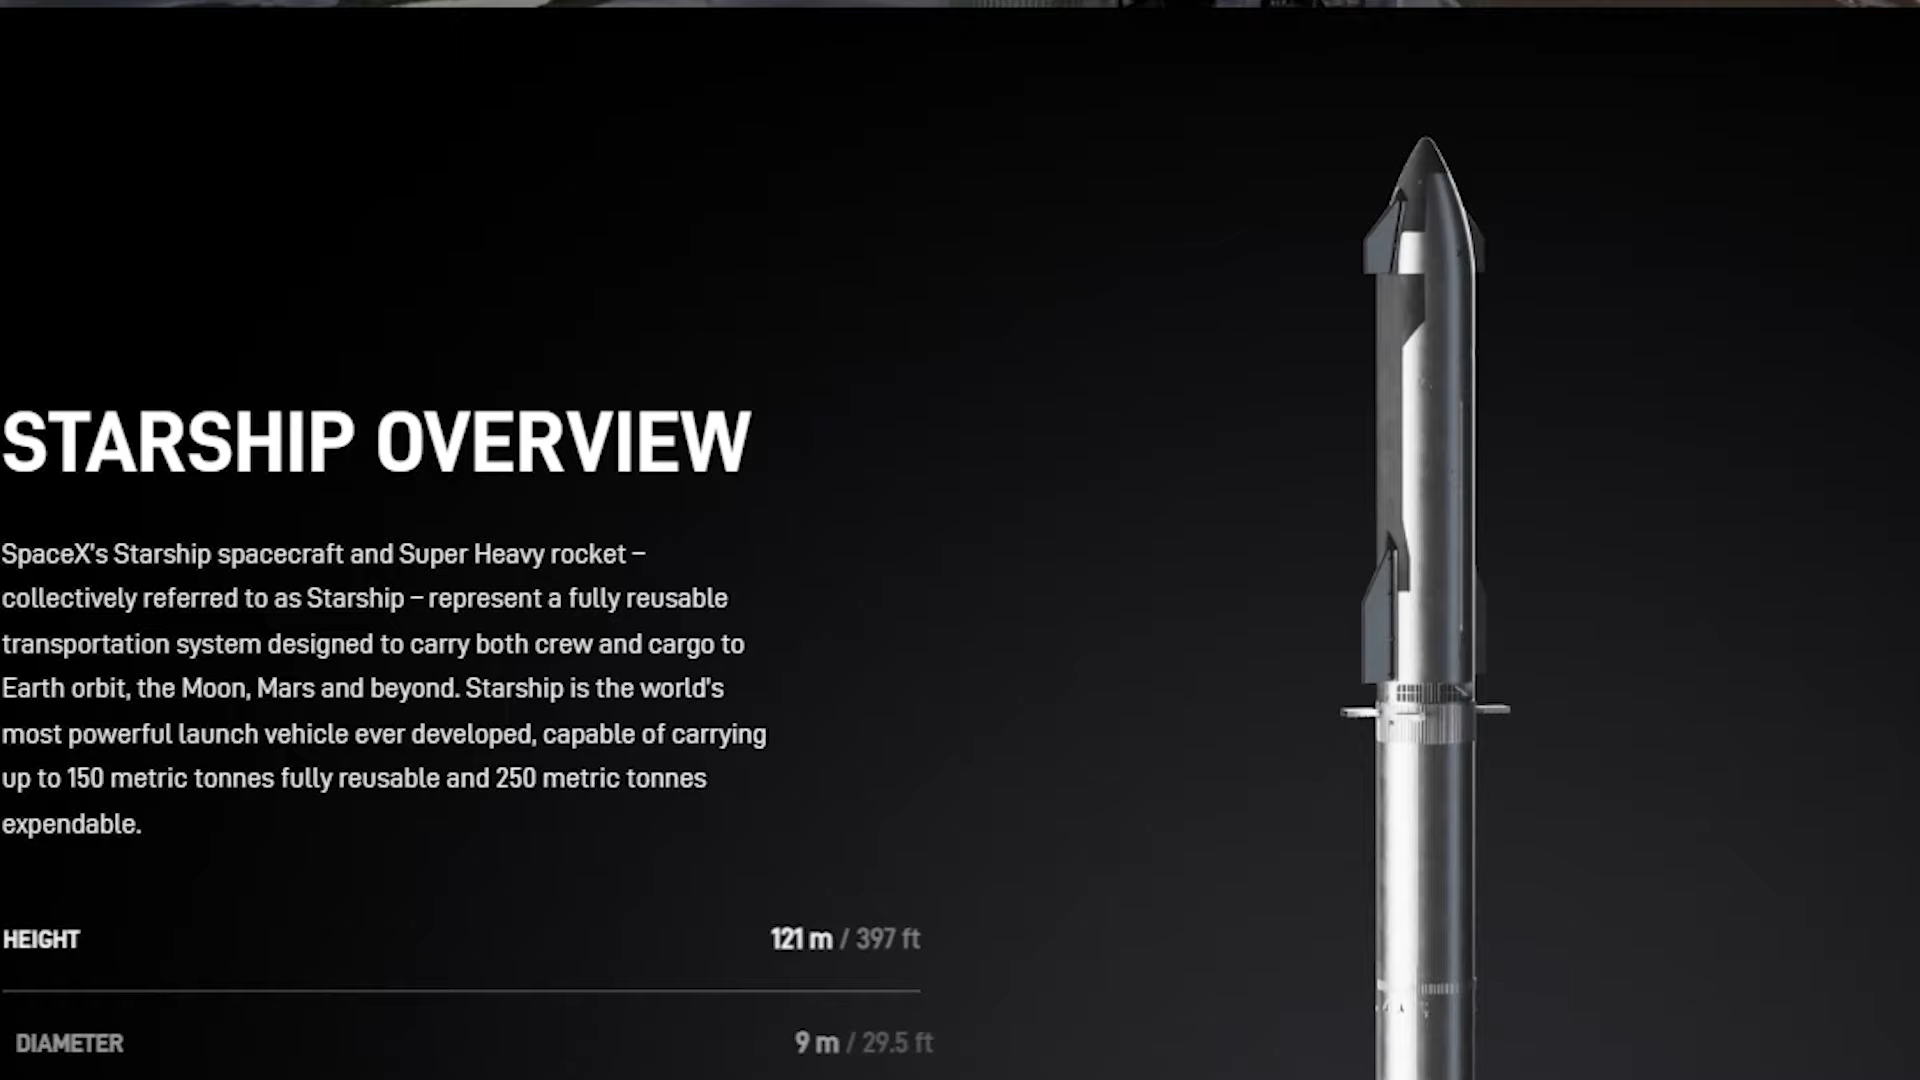 STARSHIP OVERVIEW
SpaceX's Starship spacecraft and Super Heavy rocket –
collectively referred to as Starship – represent a fully reusable
transportation system designed to carry both crew and cargo to
Earth orbit, the Moon, Mars and beyond. Starship is the world's
most powerful launch vehicle ever developed, capable of carrying
up to 150 metric tonnes fully reusable and 250 metric tonnes
expendable.
HEIGHT 121 m / 397 ft
DIAMETER 9 m / 29.5 ft